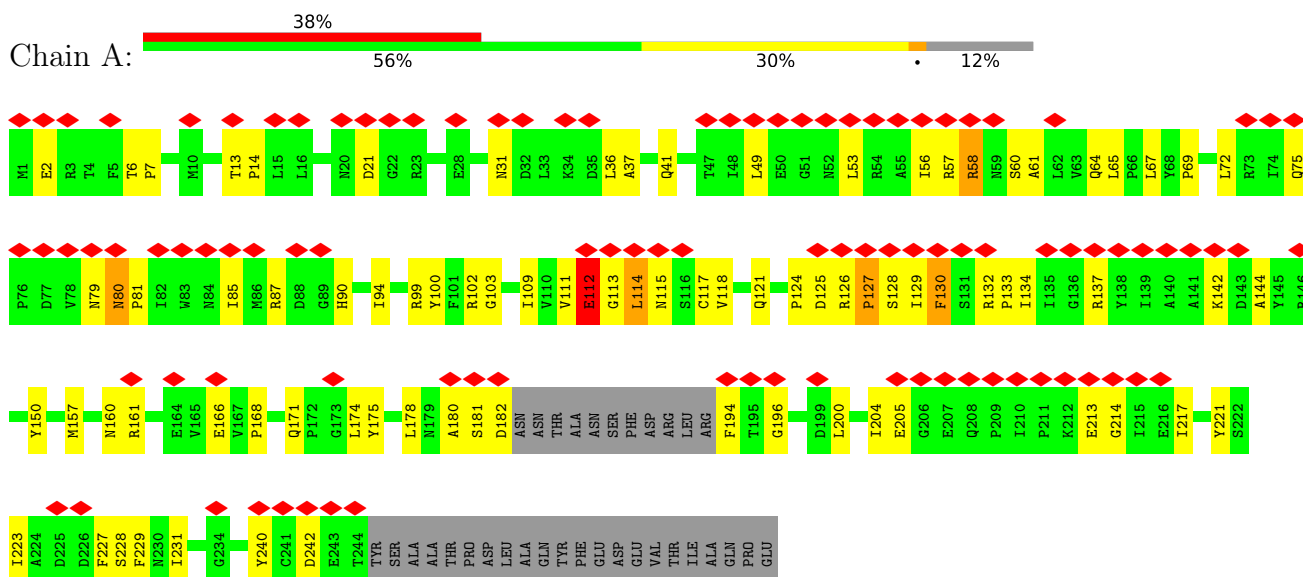 38%
Chain A:
56% 30% • 12%
M1 E2 R3 T4 F5 T6 P7 M10 T13 P14 L15 L16 N20 D21 G22 R23 E28 N31 D32 L33 K34 D35 L36 A37 Q41 T47 I48 L49 E50 G51 N52 L53 R54 A55 I56 R57 R58 N59 S60 A61 L62 V63 Q64 L65 P66 L67 Y68 P69 L72 R73 I74 Q75
P76 D77 V78 N79 N80 P81 I82 W83 N84 I85 M86 R87 D88 G89 H90 I94 R99 Y100 F101 R102 G103 I109 V110 V111 E112 G113 L114 N115 S116 C117 V118 Q121 P124 D125 R126 P127 S128 I129 F130 S131 R132 P133 I134 I135 G136 R137 Y138 I139 A140 A141 K142 D143 A144 Y145 P146
Y150 M157 N160 R161 E164 V165 E166 V167 P168 Q171 P172 G173 L174 Y175 L178 N179 A180 S181 D182 ASN ASN THR ALA ASN SER PHE ASP ARG LEU ARG F194 T195 G196 D199 L200 I204 E205 G206 E207 Q208 P209 I210 P211 K212 E213 G214 I215 E216 I217 Y221 S222
I223 A224 D225 D226 F227 S228 F229 N230 I231 G234 Y240 C241 D242 E243 T244 TYR SER ALA ALA THR PRO ASP LEU ALA GLN TYR PHE GLU ASP GLU VAL THR ILE ALA GLN PRO GLU